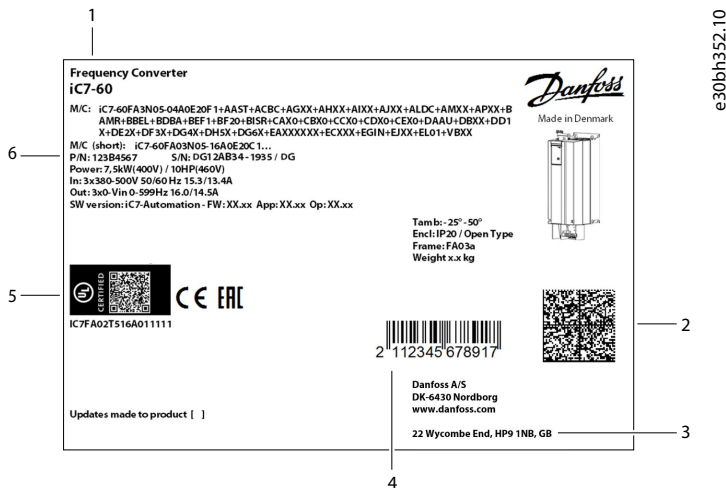 1
e30bh352.10
Frequency Converter
iC7-60
Danfoss
Made in Denmark
M/C: iC7-60FA3N05-04A0E20F1+AAST+ACBC+AGXX+AHXX+AIXX+AJXX+ALDC+AMXX+APXX+B
AMR+BBEL+BDBA+BEF1+BF20+BISR+CAX0+CBX0+CCX0+CDX0+CEX0+DAAU+DBXX+DD1
X+DE2X+DF3X+DG4X+DH5X+DG6X+EAXXXXXX+ECXXX+EGIN+EJXX+EL01+VBXX
M/C (short): iC7-60FA03N05-16A0E20C1...
6
P/N: 123B4567 S/N: DG12AB34-1935 / DG
Power: 7,5kW(400V) / 10HP(460V)
In: 3x380-500V 50/60 Hz 15.3/13.4A
Out: 3x0-Vin 0-599Hz 16.0/14.5A
SW version: iC7-Automation - FW: XX.xx App: XX.xx Op: XX.xx
Tamb: -25° -50°
Encl: IP20 / Open Type
Frame: FA03a
Weight x.x kg
5
UL
CERTIFIED
CE EAC
IC7FA02T516A011111
2
2 112345 678917
Danfoss A/S
DK-6430 Nordborg
www.danfoss.com
Updates made to product [ ]
22 Wycombe End, HP9 1NB, GB
3
4